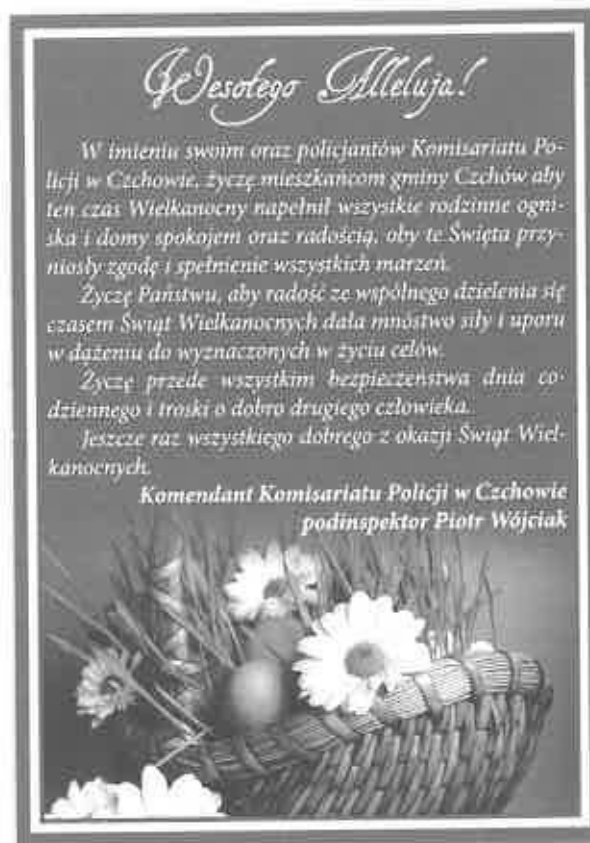 Wesołego Alleluja!
W imieniu swoim oraz policjantów Komisariatu Po-
licji w Czchowie, życzę mieszkańcom gminy Czchów aby
ten czas Wielkanocny napełnił wszystkie rodzinne ogni-
ska i domy spokojem oraz radością, oby te Święta przy-
niosły zgodę i spełnienie wszystkich marzeń.
Życzę Państwu, aby radość ze wspólnego dzielenia się
czasem Świąt Wielkanocnych dała mnóstwo siły i uporu
w dążeniu do wyznaczonych w życiu celów.
Życzę przede wszystkim bezpieczeństwa dnia co-
dziennego i troski o dobro drugiego człowieka.
Jeszcze raz wszystkiego dobrego z okazji Świąt Wiel-
kanocnych.
Komendant Komisariatu Policji w Czchowie
podinspektor Piotr Wójciak